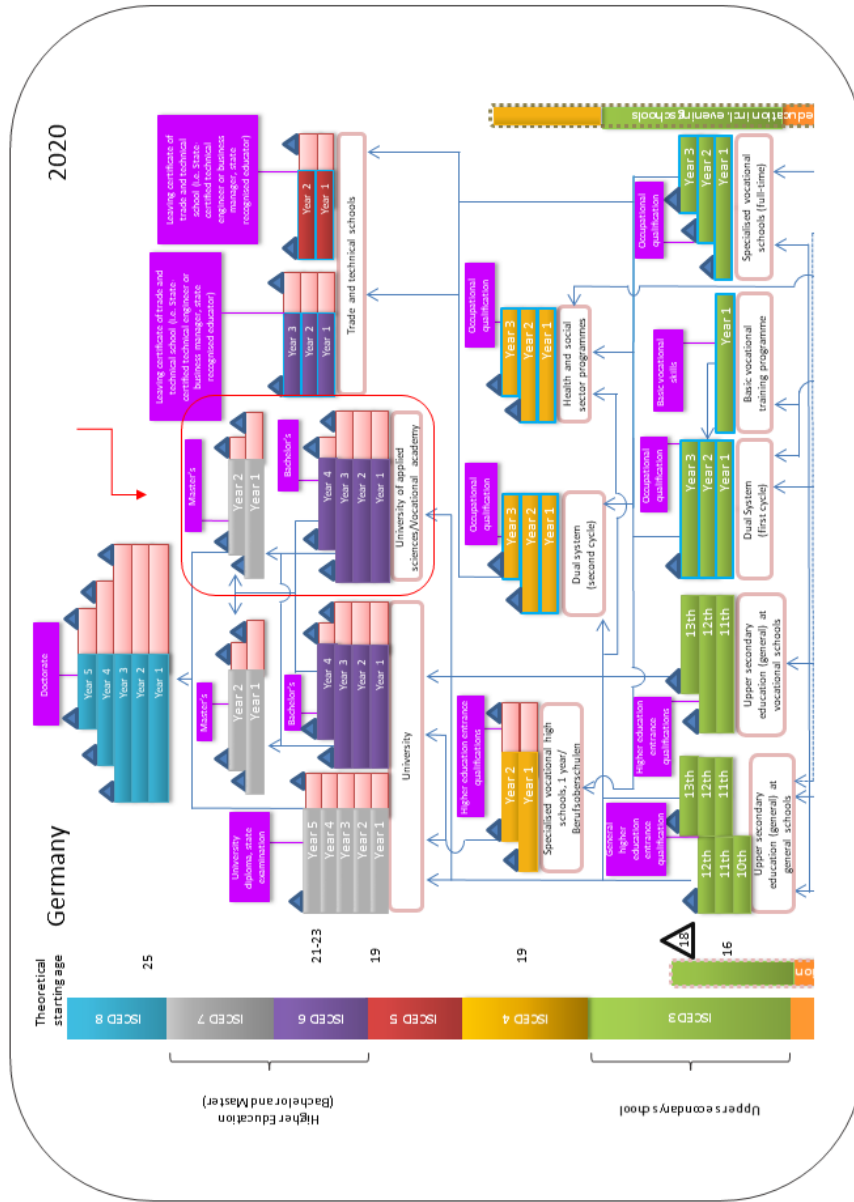 Germany
2020
Theoretical
starting age
25
21-23
19
19
18
16
ISCED 8
ISCED 7
ISCED 6
ISCED 5
ISCED 4
ISCED 3
Higher Education
(Bachelor and Master)
Upper secondary school
Doctorate
Year 5
Year 4
Year 3
Year 2
Year 1
University
diploma, state
examination
Year 5
Year 4
Year 3
Year 2
Year 1
Master's
Year 2
Year 1
Bachelor's
Year 4
Year 3
Year 2
Year 1
University
Master's
Year 2
Year 1
Bachelor's
Year 4
Year 3
Year 2
Year 1
University of applied
sciences/Vocational academy
Leaving certificate of trade and
technical school (i.e. State-
certified technical engineer or
business manager, state
recognised educator)
Year 3
Year 2
Year 1
Leaving certificate of
trade and technical
school (i.e. State-
certified technical
engineer or business
manager, state
recognised educator)
Year 2
Year 1
Trade and technical schools
Higher education entrance
qualifications
Year 2
Year 1
Specialised vocational high
schools, 1 year/
Berufsoberschulen
Occupational
qualification
Year 3
Year 2
Year 1
Dual system
(second cycle)
Occupational
qualification
Year 3
Year 2
Year 1
Health and social
sector programmes
General
higher
education
entrance
qualification
12th
11th
10th
13th
12th
11th
Upper secondary
education (general) at
general schools
Higher education
entrance
qualifications
13th
12th
11th
Upper secondary
education (general) at
vocational schools
Occupational
qualification
Year 3
Year 2
Year 1
Dual System
(first cycle)
Basic vocational
skills
Year 1
Basic vocational
training programme
Occupational
qualification
Year 3
Year 2
Year 1
Specialised vocational
schools (full-time)
education incl. evening schools